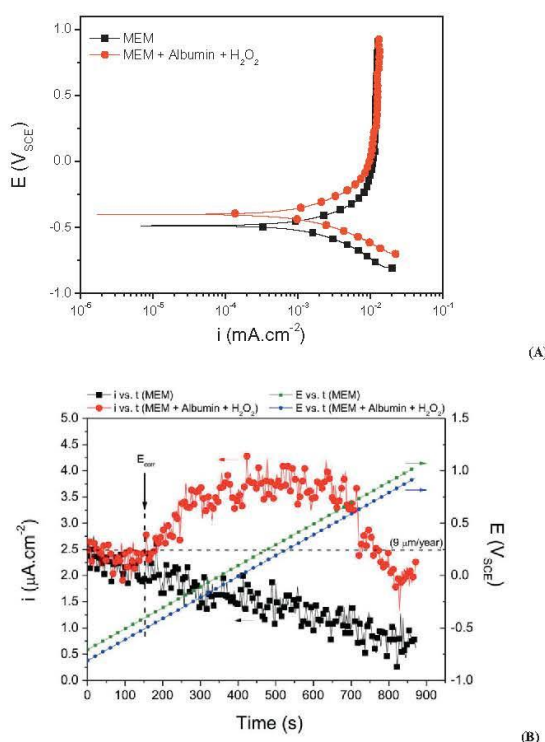 1.0
0.5
0.0
-0.5
-1.0
E (V_SCE)
MEM
MEM + Albumin + H₂O₂
10⁻⁶ 10⁻⁵ 10⁻⁴ 10⁻³ 10⁻² 10⁻¹
i (mA.cm⁻²)
(A)
i vs. t (MEM) E vs. t (MEM)
i vs. t (MEM + Albumin + H₂O₂) E vs. t (MEM + Albumin + H₂O₂)
5.0 1.5
4.5
4.0 1.0
3.5
3.0 0.5
2.5
2.0 0.0
1.5
1.0 -0.5
0.5
0.0 -1.0
E_corr
(9 μm/year)
i (μA.cm⁻²)
E (V_SCE)
0 100 200 300 400 500 600 700 800 900
Time (s)
(B)